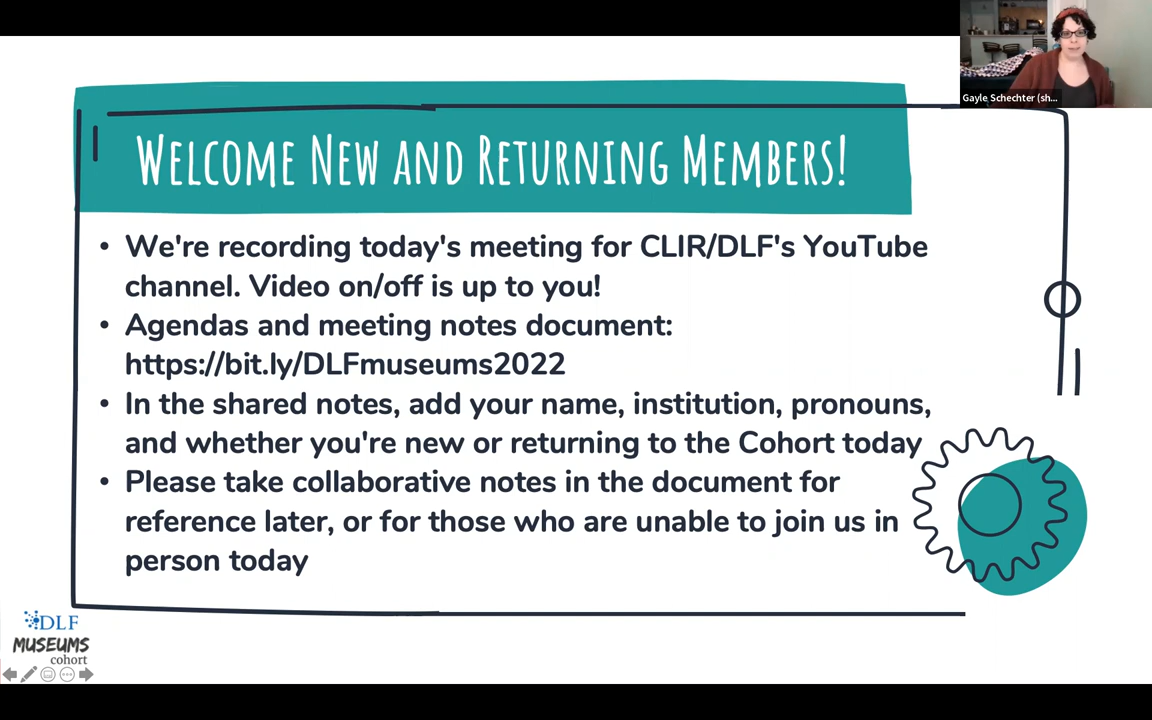 Gayle Schechter (sh...
WELCOME NEW AND RETURNING MEMBERS!
• We're recording today's meeting for CLIR/DLF's YouTube
channel. Video on/off is up to you!
• Agendas and meeting notes document:
https://bit.ly/DLFmuseums2022
• In the shared notes, add your name, institution, pronouns,
and whether you're new or returning to the Cohort today
• Please take collaborative notes in the document for
reference later, or for those who are unable to join us in
person today
DLF
MUSEUMS
cohort